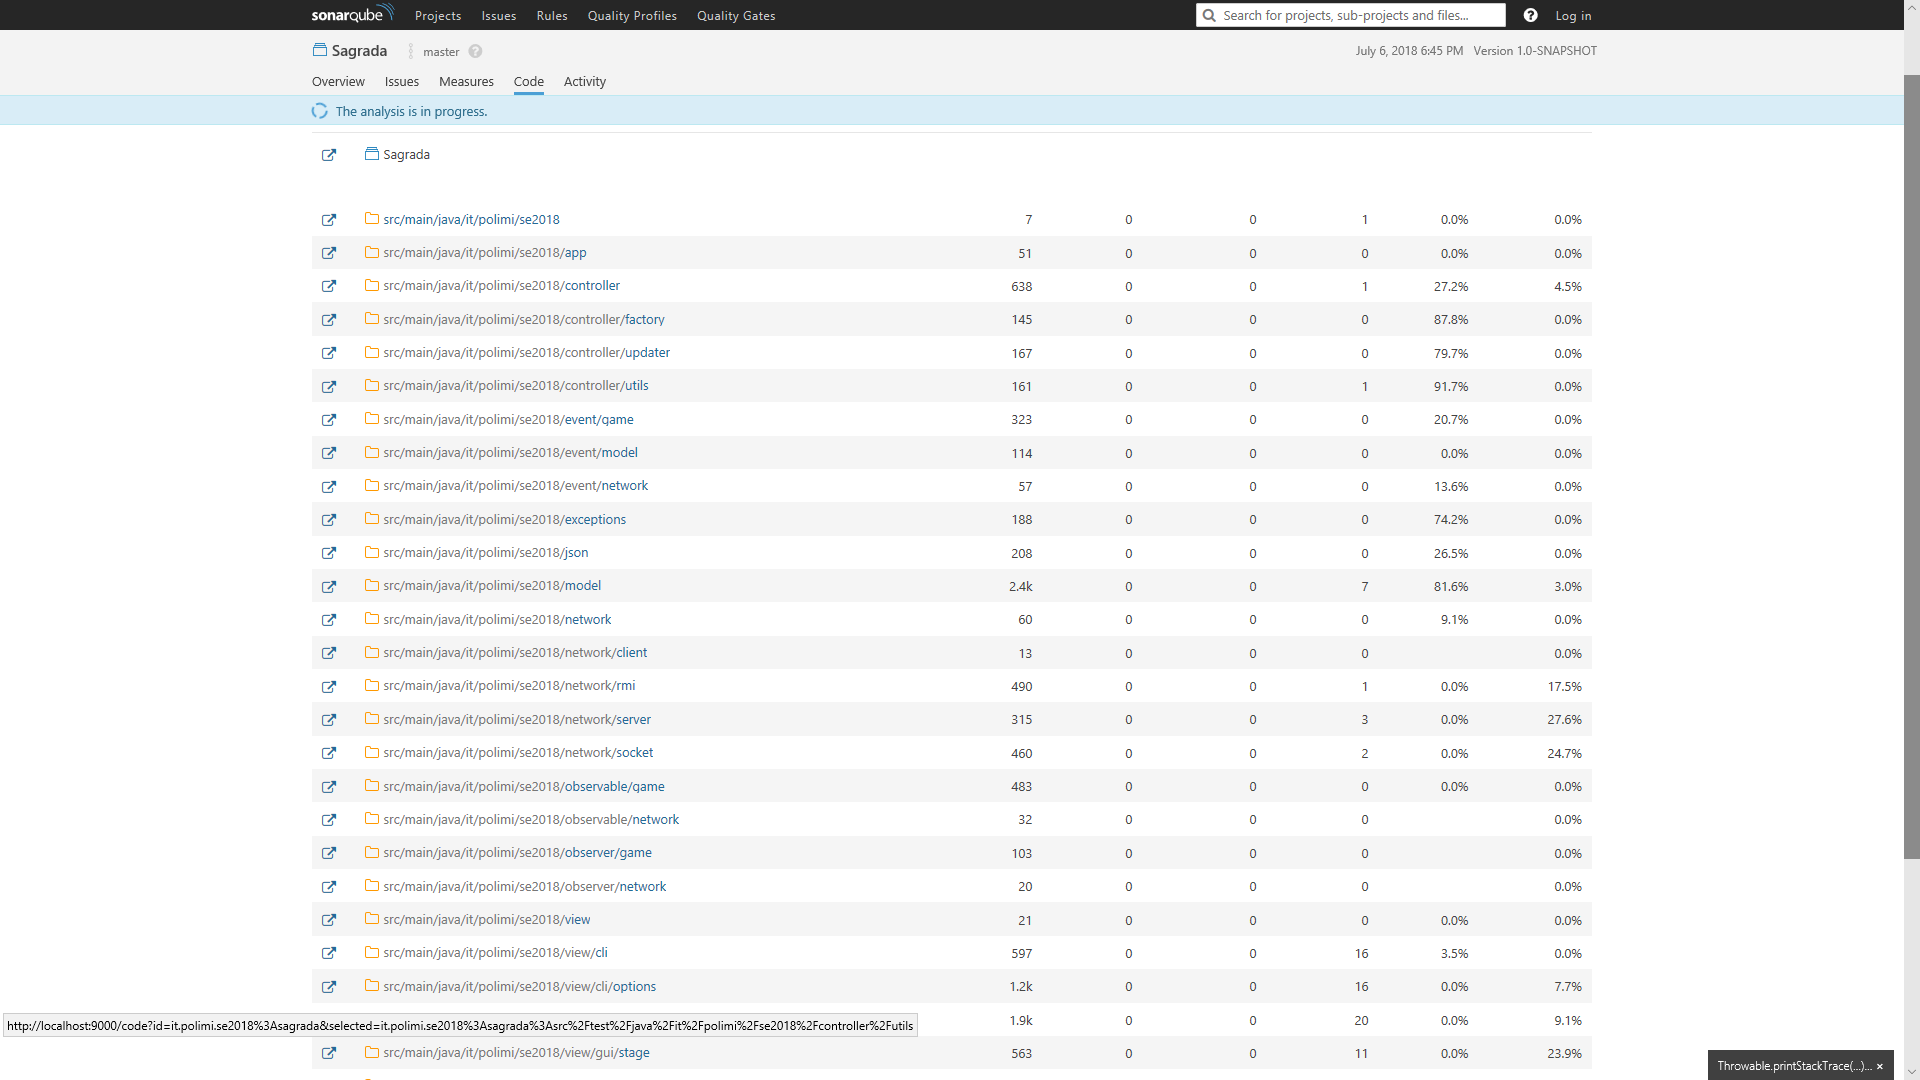 sonarqube Projects Issues Rules Quality Profiles Quality Gates Search for projects, sub-projects and files... Log in
Sagrada master July 6, 2018 6:45 PM Version 1.0-SNAPSHOT
Overview Issues Measures Code Activity
The analysis is in progress.
Sagrada
src/main/java/it/polimi/se2018 7 0 0 1 0.0% 0.0%
src/main/java/it/polimi/se2018/app 51 0 0 0 0.0% 0.0%
src/main/java/it/polimi/se2018/controller 638 0 0 1 27.2% 4.5%
src/main/java/it/polimi/se2018/controller/factory 145 0 0 0 87.8% 0.0%
src/main/java/it/polimi/se2018/controller/updater 167 0 0 0 79.7% 0.0%
src/main/java/it/polimi/se2018/controller/utils 161 0 0 1 91.7% 0.0%
src/main/java/it/polimi/se2018/event/game 323 0 0 0 20.7% 0.0%
src/main/java/it/polimi/se2018/event/model 114 0 0 0 0.0% 0.0%
src/main/java/it/polimi/se2018/event/network 57 0 0 0 13.6% 0.0%
src/main/java/it/polimi/se2018/exceptions 188 0 0 0 74.2% 0.0%
src/main/java/it/polimi/se2018/json 208 0 0 0 26.5% 0.0%
src/main/java/it/polimi/se2018/model 2.4k 0 0 7 81.6% 3.0%
src/main/java/it/polimi/se2018/network 60 0 0 0 9.1% 0.0%
src/main/java/it/polimi/se2018/network/client 13 0 0 0 0.0%
src/main/java/it/polimi/se2018/network/rmi 490 0 0 1 0.0% 17.5%
src/main/java/it/polimi/se2018/network/server 315 0 0 3 0.0% 27.6%
src/main/java/it/polimi/se2018/network/socket 460 0 0 2 0.0% 24.7%
src/main/java/it/polimi/se2018/observable/game 483 0 0 0 0.0% 0.0%
src/main/java/it/polimi/se2018/observable/network 32 0 0 0 0.0%
src/main/java/it/polimi/se2018/observer/game 103 0 0 0 0.0%
src/main/java/it/polimi/se2018/observer/network 20 0 0 0 0.0%
src/main/java/it/polimi/se2018/view 21 0 0 0 0.0% 0.0%
src/main/java/it/polimi/se2018/view/cli 597 0 0 16 3.5% 0.0%
src/main/java/it/polimi/se2018/view/cli/options 1.2k 0 0 16 0.0% 7.7%
http://localhost:9000/code?id=it.polimi.se2018%3Asagrada&selected=it.polimi.se2018%3Asagrada%3Asrc%2Ftest%2Fjava%2Fit%2Fpolimi%2Fse2018%2Fcontroller%2Futils 1.9k 0 0 20 0.0% 9.1%
src/main/java/it/polimi/se2018/view/gui/stage 563 0 0 11 0.0% 23.9%
Throwable.printStackTrace(...)... ×